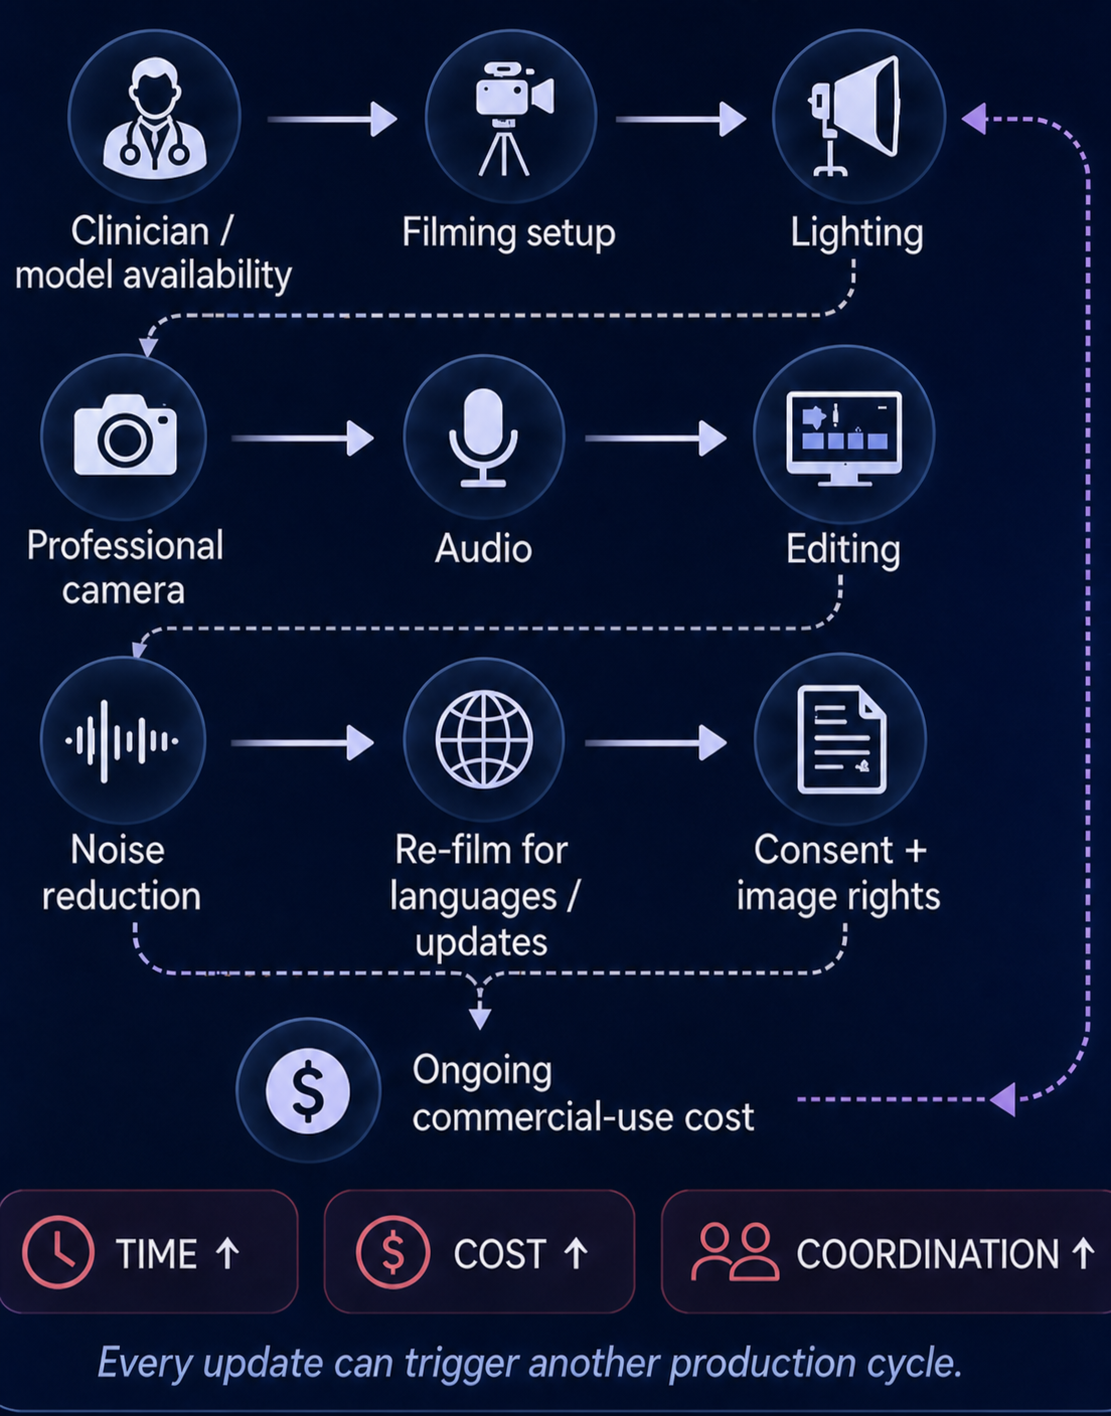 Clinician /
model availability
Filming setup
Lighting
Professional
camera
Audio
Editing
Noise
reduction
Re-film for
languages /
updates
Consent +
image rights
$
Ongoing
commercial-use cost
TIME ↑
$
COST ↑
COORDINATION ↑
Every update can trigger another production cycle.